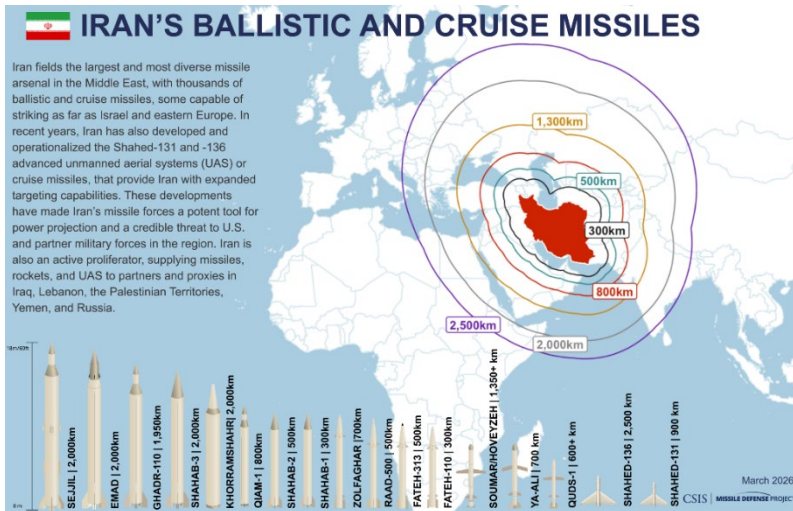 IRAN'S BALLISTIC AND CRUISE MISSILES
Iran fields the largest and most diverse missile
arsenal in the Middle East, with thousands of
ballistic and cruise missiles, some capable of
striking as far as Israel and eastern Europe. In
recent years, Iran has also developed and
operationalized the Shahed-131 and -136
advanced unmanned aerial systems (UAS) or
cruise missiles, that provide Iran with expanded
targeting capabilities. These developments
have made Iran's missile forces a potent tool for
power projection and a credible threat to U.S.
and partner military forces in the region. Iran is
also an active proliferator, supplying missiles,
rockets, and UAS to partners and proxies in
Iraq, Lebanon, the Palestinian Territories,
Yemen, and Russia.
1,300km
500km
300km
800km
2,500km
2,000km
SEJJIL | 2,000km
EMAD | 2,000km
GHADR-110 | 1,950km
SHAHAB-3 | 2,000km
KHORRAMSHAHR| 2,000km
QIAM-1 | 800km
SHAHAB-2 | 500km
SHAHAB-1 | 300km
ZOLFAGHAR |700km
RAAD-500 | 500km
FATEH-313 | 500km
FATEH-110 | 300km
SOUMAR/HOVEYZEH | 1,350+ km
YA-ALI | 700 km
QUDS-1 | 600+ km
SHAHED-136 | 2,500 km
SHAHED-131 | 900 km
March 2026
CSIS | MISSILE DEFENSE PROJECT